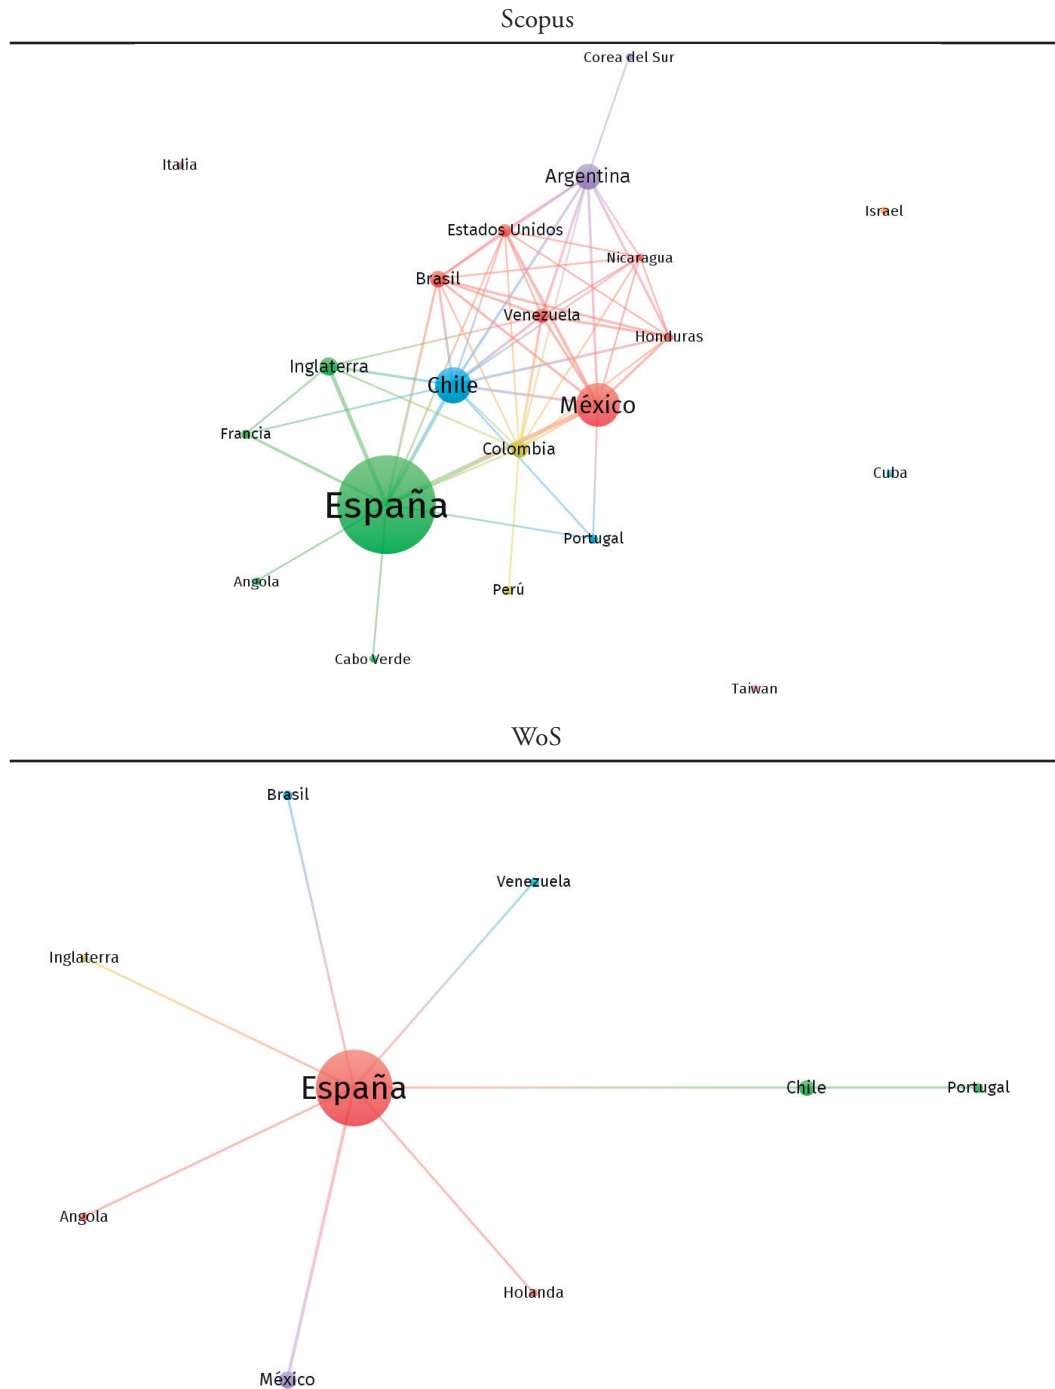 Scopus
Corea del Sur
Italia
Argentina
Israel
Estados Unidos
Nicaragua
Brasil
Venezuela
Honduras
Inglaterra
Chile
México
Francia
Colombia
Cuba
España
Portugal
Angola
Perú
Cabo Verde
Taiwan
WoS
Brasil
Venezuela
Inglaterra
España
Chile
Portugal
Angola
Holanda
México